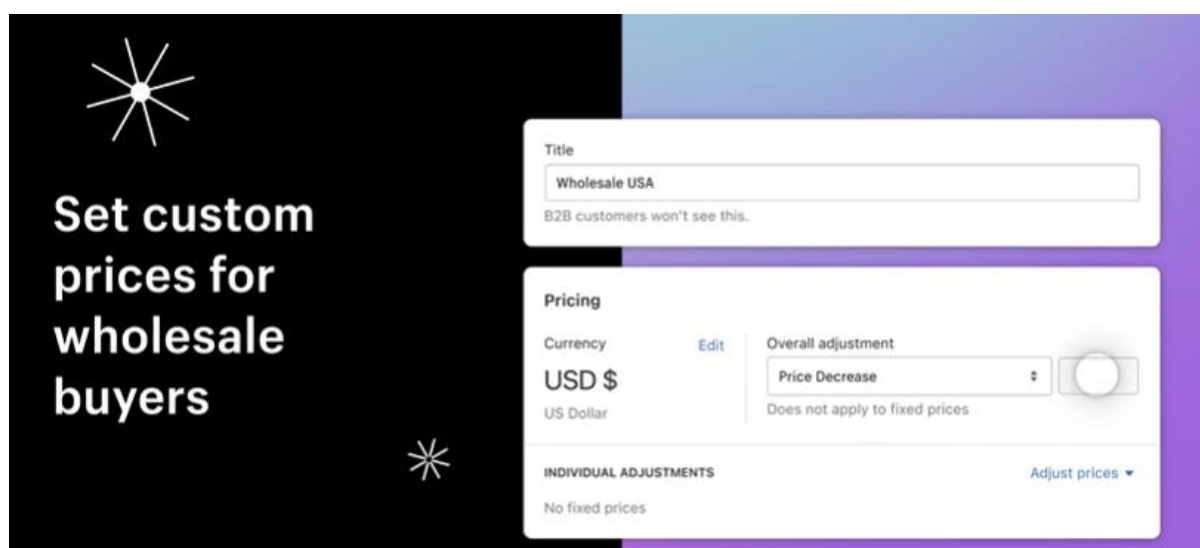 Set custom
prices for
wholesale
buyers
Title
Wholesale USA
B2B customers won't see this.
Pricing
Currency
Edit
USD $
US Dollar
Overall adjustment
Price Decrease
Does not apply to fixed prices
INDIVIDUAL ADJUSTMENTS
Adjust prices
No fixed prices